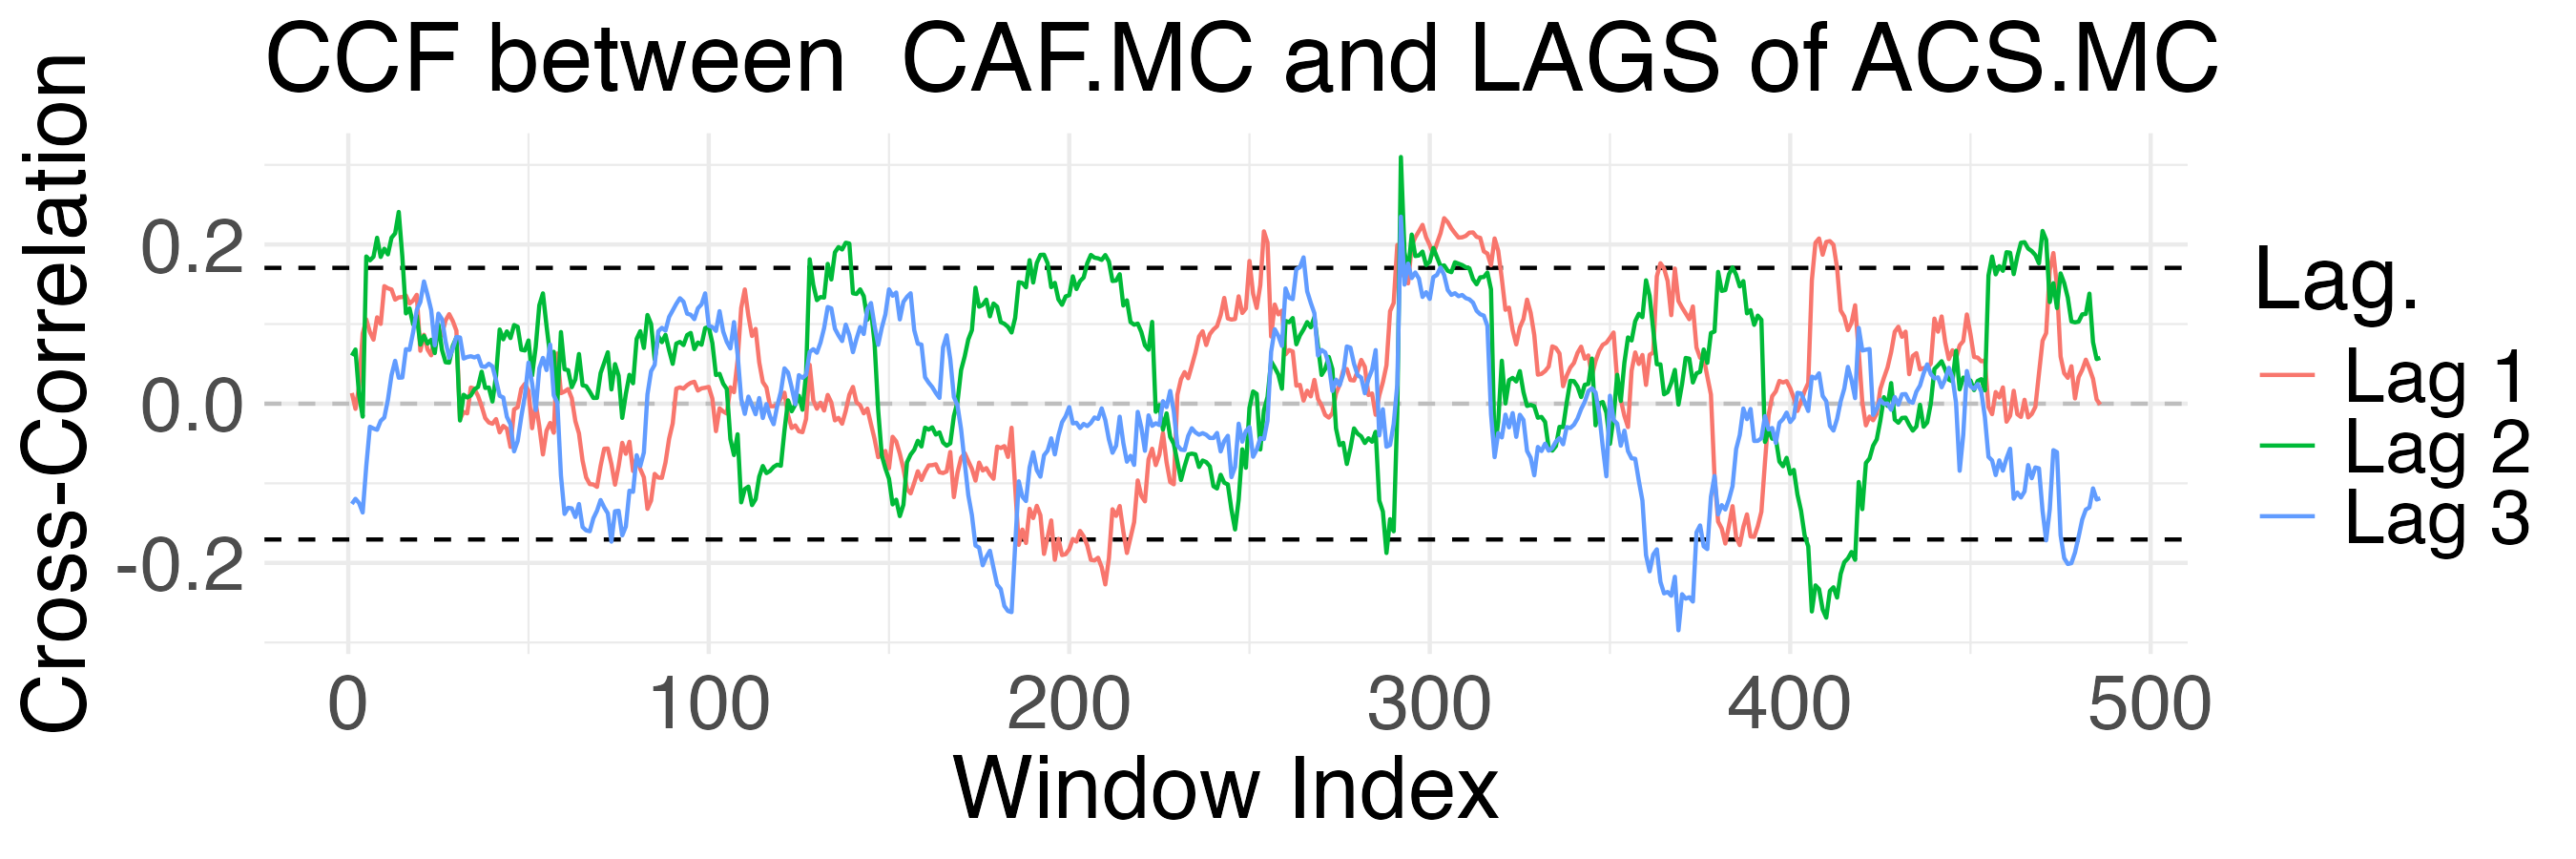 CCF between  CAF.MC and LAGS of ACS.MC
Cross-Correlation
0.2
0.0
-0.2
0 100 200 300 400 500
Window Index
Lag.
Lag 1
Lag 2
Lag 3